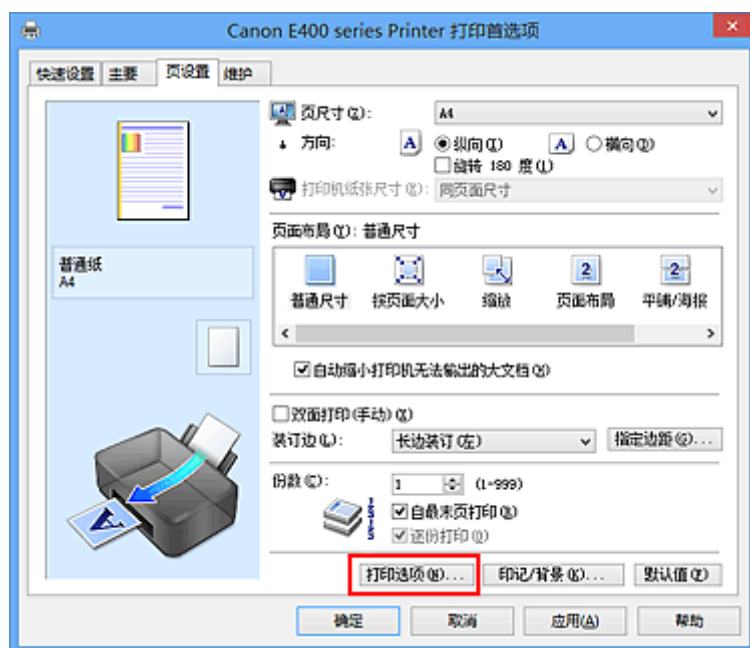 Canon E400 series Printer 打印首选项
快速设置 主要 页设置 维护
页尺寸(Z): A4
方向: A 纵向(T) A 横向(D)
旋转 180 度(U)
打印机纸张尺寸 同页面尺寸
页面布局(Y): 普通尺寸
普通纸
A4
普通尺寸 按页面大小 缩放 页面布局 平铺/海报
自动缩小打印机无法输出的大文档
双面打印(手动)(X)
装订边(L): 长边装订(左) 指定边距(G)...
份数(C): 1 (1-999)
自最末页打印(R)
逐份打印(O)
打印选项(N)... 印记/背景(K)... 默认值(F)
确定 取消 应用(A) 帮助